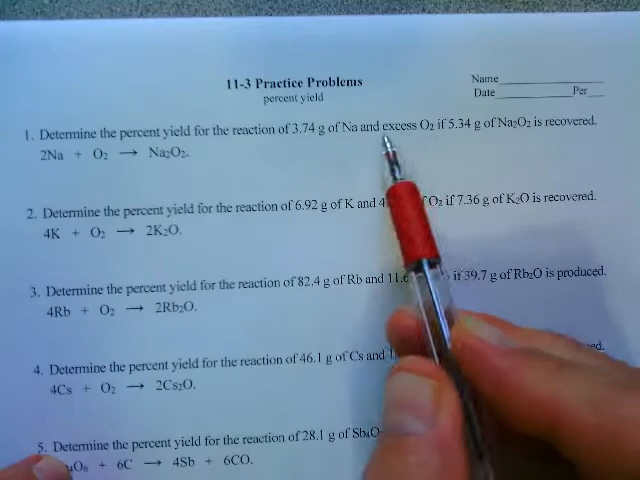 11-3 Practice Problems
percent yield
Name
Date Per
1. Determine the percent yield for the reaction of 3.74 g of Na and excess O₂ if 5.34 g of Na₂O₂ is recovered.
2Na + O₂ → Na₂O₂.
2. Determine the percent yield for the reaction of 6.92 g of K and 4 O₂ if 7.36 g of K₂O is recovered.
4K + O₂ → 2K₂O.
3. Determine the percent yield for the reaction of 82.4 g of Rb and 11.6 if 39.7 g of Rb₂O is produced.
4Rb + O₂ → 2Rb₂O.
4. Determine the percent yield for the reaction of 46.1 g of Cs and
4Cs + O₂ → 2Cs₂O.
5. Determine the percent yield for the reaction of 28.1 g of
₄O₆ + 6C → 4Sb + 6CO.